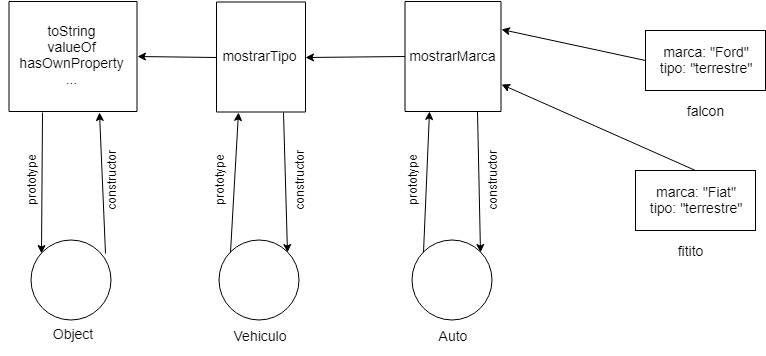 toString
valueOf
hasOwnProperty
...
mostrarTipo
mostrarMarca
marca: "Ford"
tipo: "terrestre"
falcon
marca: "Fiat"
tipo: "terrestre"
fitito
prototype
constructor
prototype
constructor
prototype
constructor
Object
Vehiculo
Auto